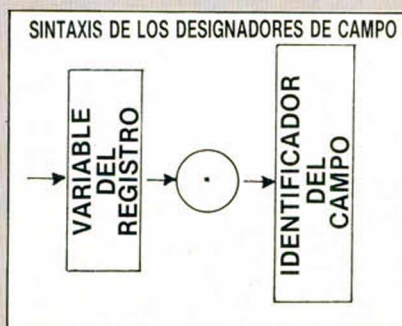 SINTAXIS DE LOS DESIGNADORES DE CAMPO
VARIABLE
DEL
REGISTRO
.
IDENTIFICADOR
DEL
CAMPO